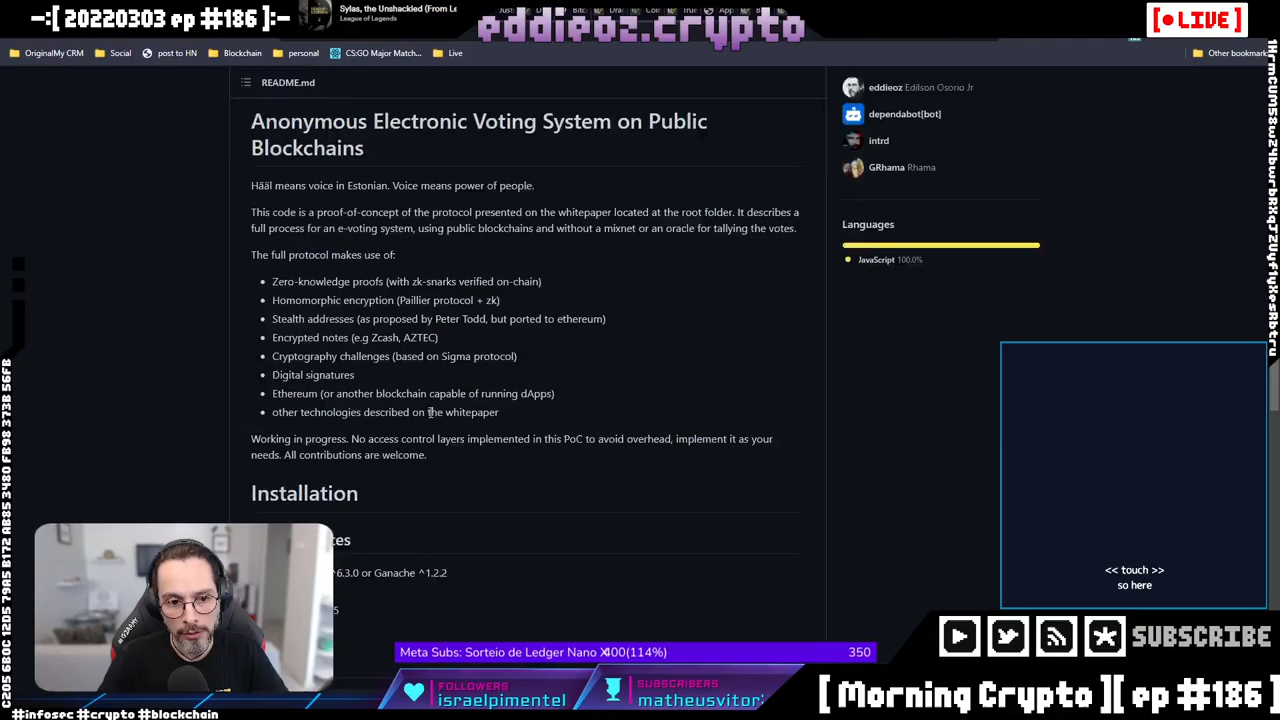 -:[ 20220303 ep #186 ]:-
Sylas, the Unshackled (From Le
League of Legends
eddieoz.crypto
[• LIVE ]
OriginalMy CRM
Social
post to HN
Blockchain
personal
CS:GO Major Match...
Live
Other bookmark
README.md
Anonymous Electronic Voting System on Public
Blockchains
Hääl means voice in Estonian. Voice means power of people.
This code is a proof-of-concept of the protocol presented on the whitepaper located at the root folder. It describes a
full process for an e-voting system, using public blockchains and without a mixnet or an oracle for tallying the votes.
The full protocol makes use of:
Zero-knowledge proofs (with zk-snarks verified on-chain)
Homomorphic encryption (Paillier protocol + zk)
Stealth addresses (as proposed by Peter Todd, but ported to ethereum)
Encrypted notes (e.g Zcash, AZTEC)
Cryptography challenges (based on Sigma protocol)
Digital signatures
Ethereum (or another blockchain capable of running dApps)
other technologies described on the whitepaper
Working in progress. No access control layers implemented in this PoC to avoid overhead, implement it as your
needs. All contributions are welcome.
Installation
tes
^6.3.0 or Ganache ^1.2.2
eddieoz Edilson Osorio Jr
dependabot[bot]
intrd
GRhama Rhama
Languages
JavaScript 100.0%
<< touch >>
so here
SUBSCRIBE
Meta Subs: Sorteio de Ledger Nano X
400(114%)
350
FOLLOWERS
israelpimentel
SUBSCRIBERS
matheusvitor
[ Morning Crypto ][ ep #186 ]
#infosec #crypto #blockchain